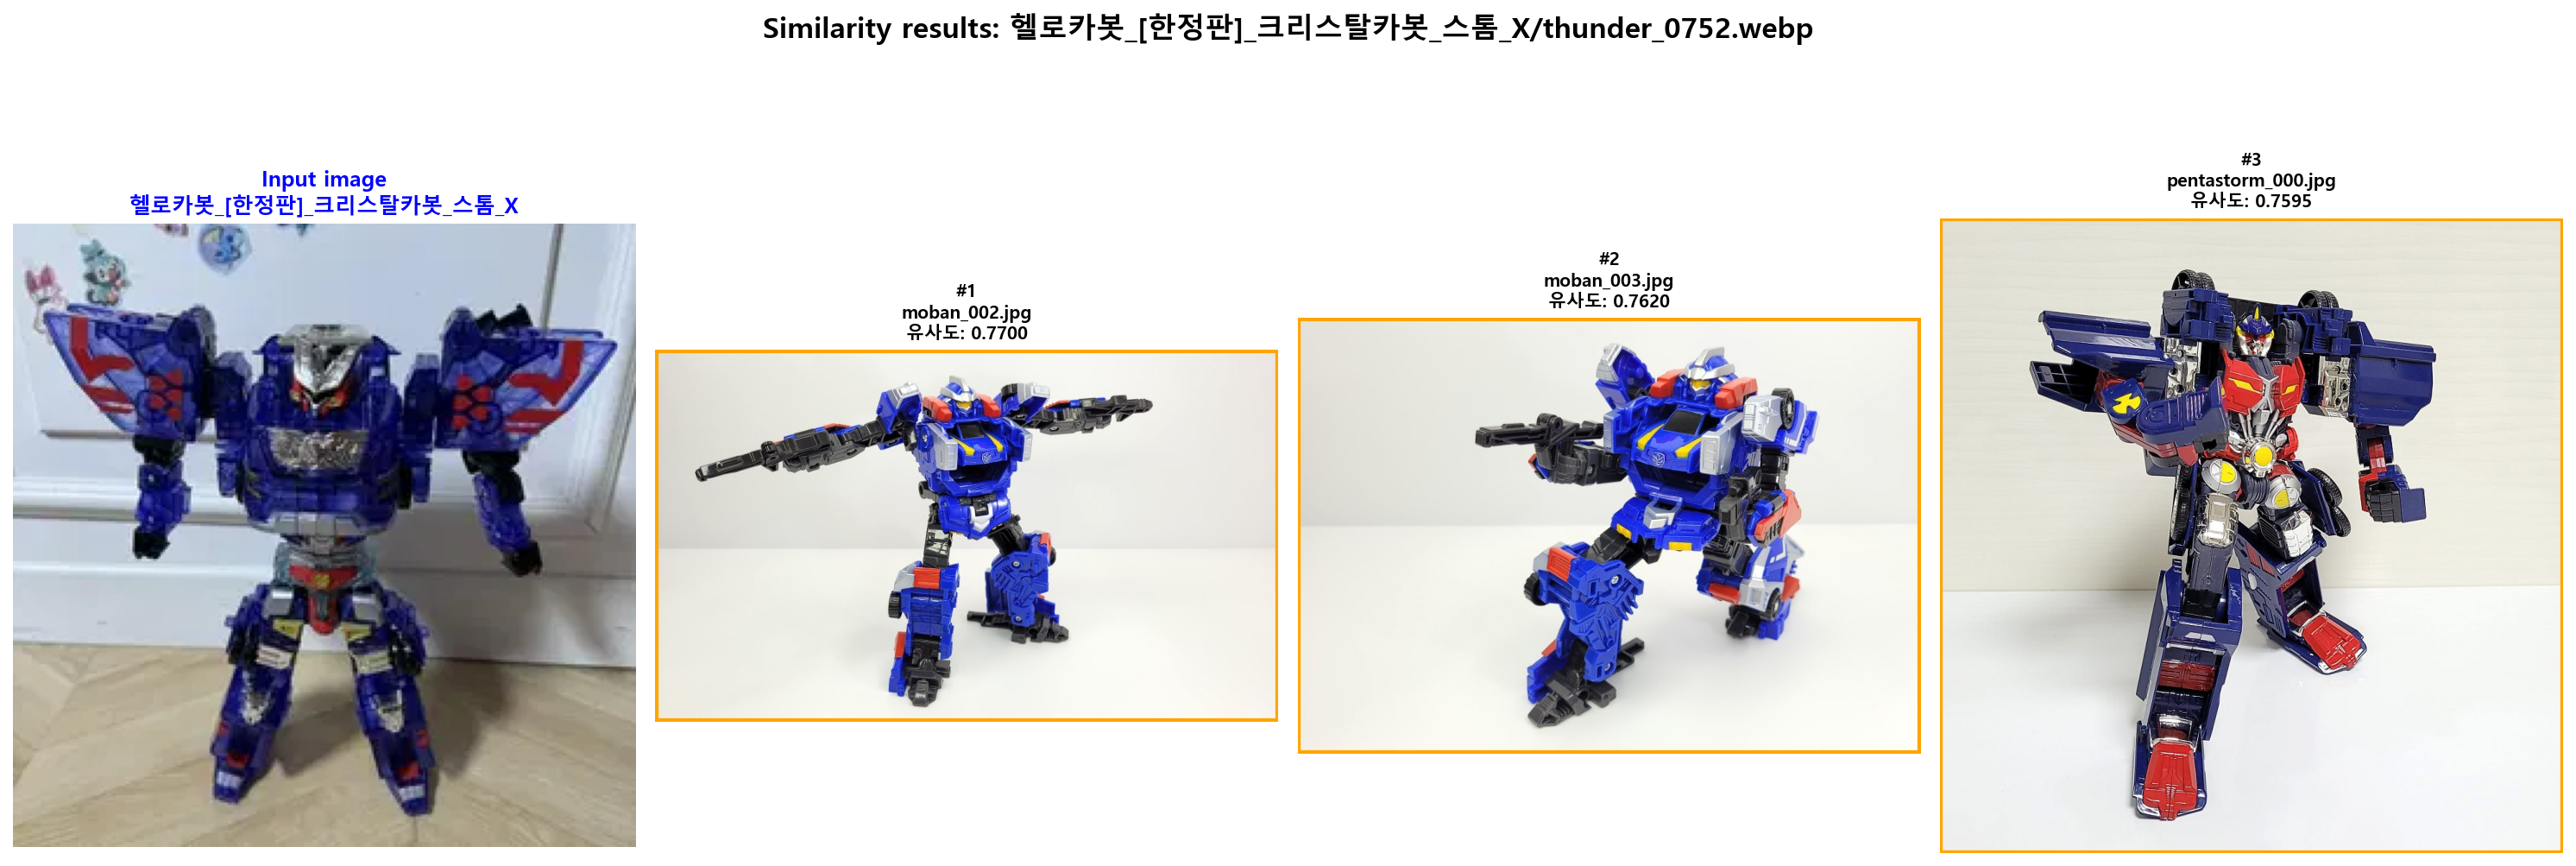 Similarity results: 헬로카봇_[한정판]_크리스탈카봇_스톰_X/thunder_0752.webp
Input image
헬로카봇_[한정판]_크리스탈카봇_스톰_X
#1
moban_002.jpg
유사도: 0.7700
#2
moban_003.jpg
유사도: 0.7620
#3
pentastorm_000.jpg
유사도: 0.7595